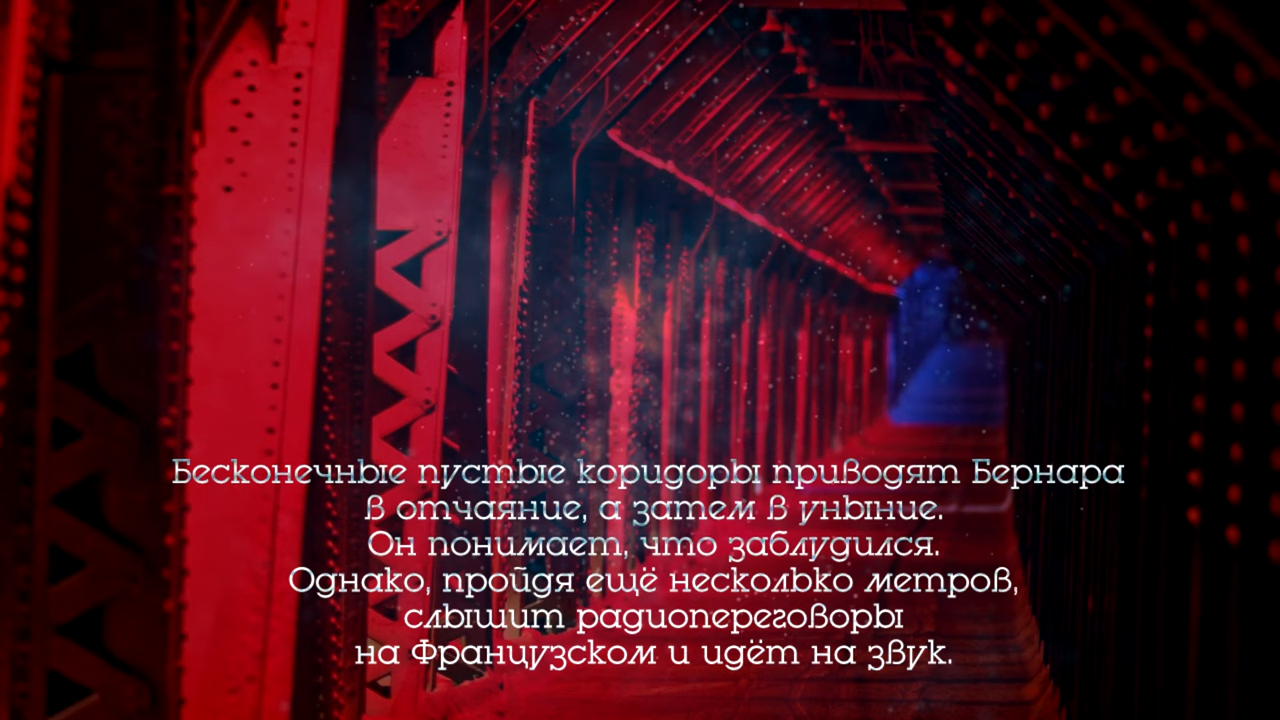 Бесконечные пустые коридоры приводят Бернара
в отчаяние, а затем в уныние.
Он понимает, что заблудился.
Однако, пройдя ещё несколько метров,
слышит радиопереговоры
на Французском и идёт на звук.